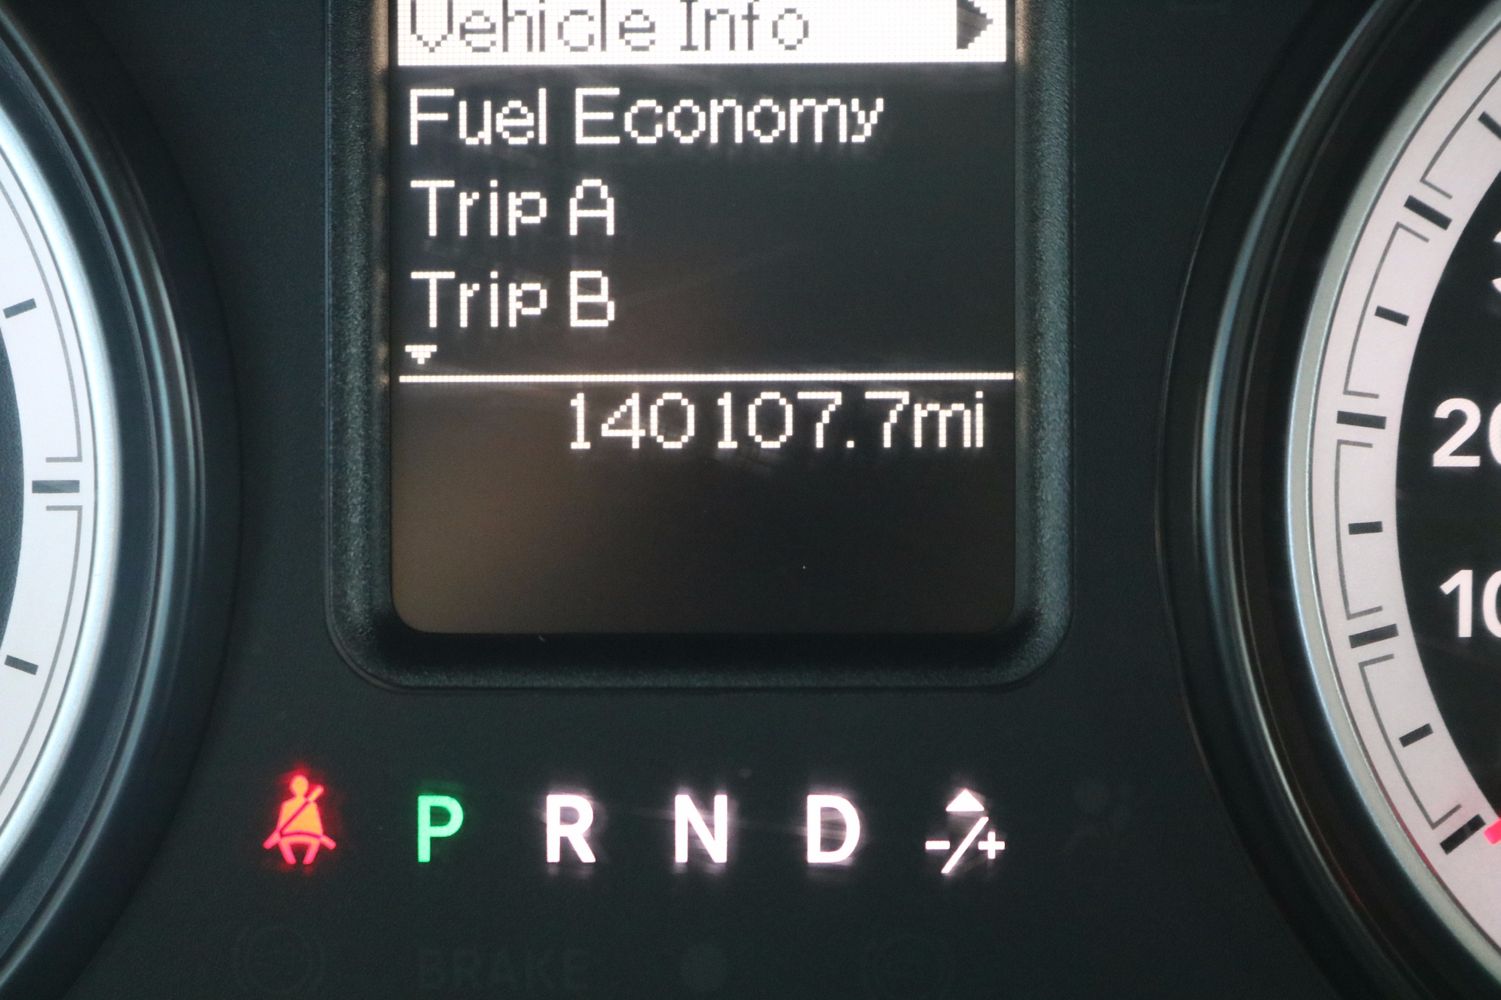 Vehicle Info
Fuel Economy
Trip A
Trip B
140107.7mi
20
10
P R N D -/+
BRAKE